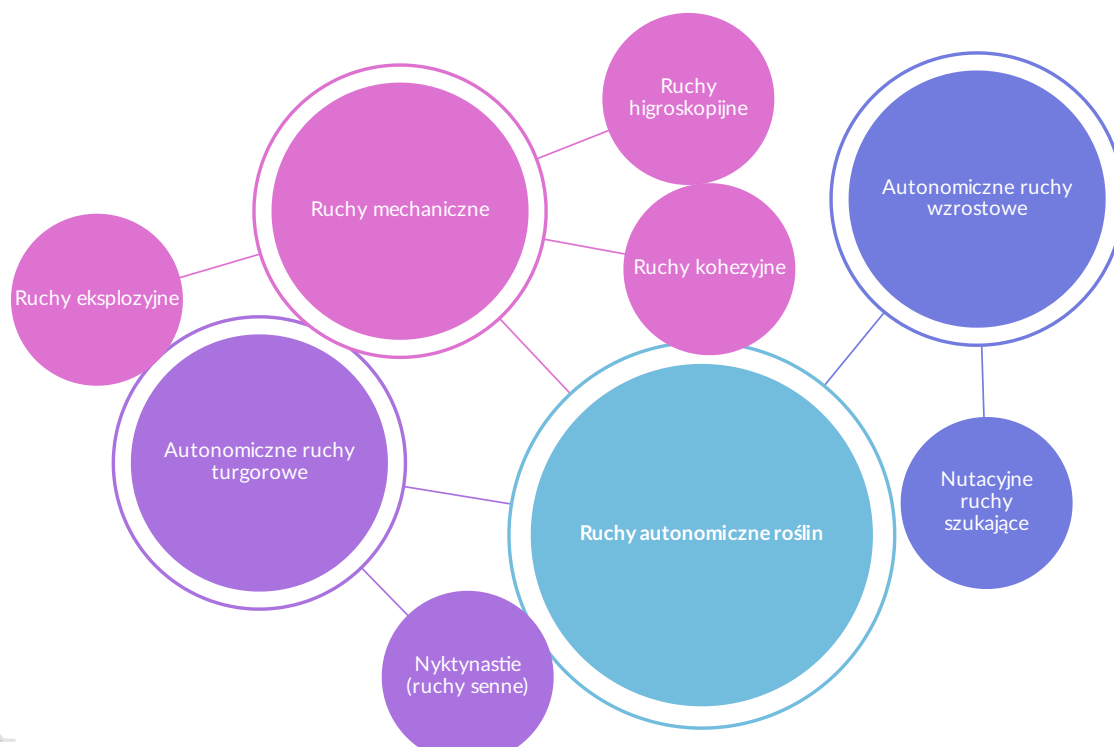 Ruchy
higroskopijne
Autonomiczne ruchy
wzrostowe
Ruchy mechaniczne
Ruchy kohezyjne
Ruchy eksplozyjne
Autonomiczne ruchy
turgorowe
Nutacyjne
ruchy
szukające
Ruchy autonomiczne roślin
Nyktynastie
(ruchy senne)